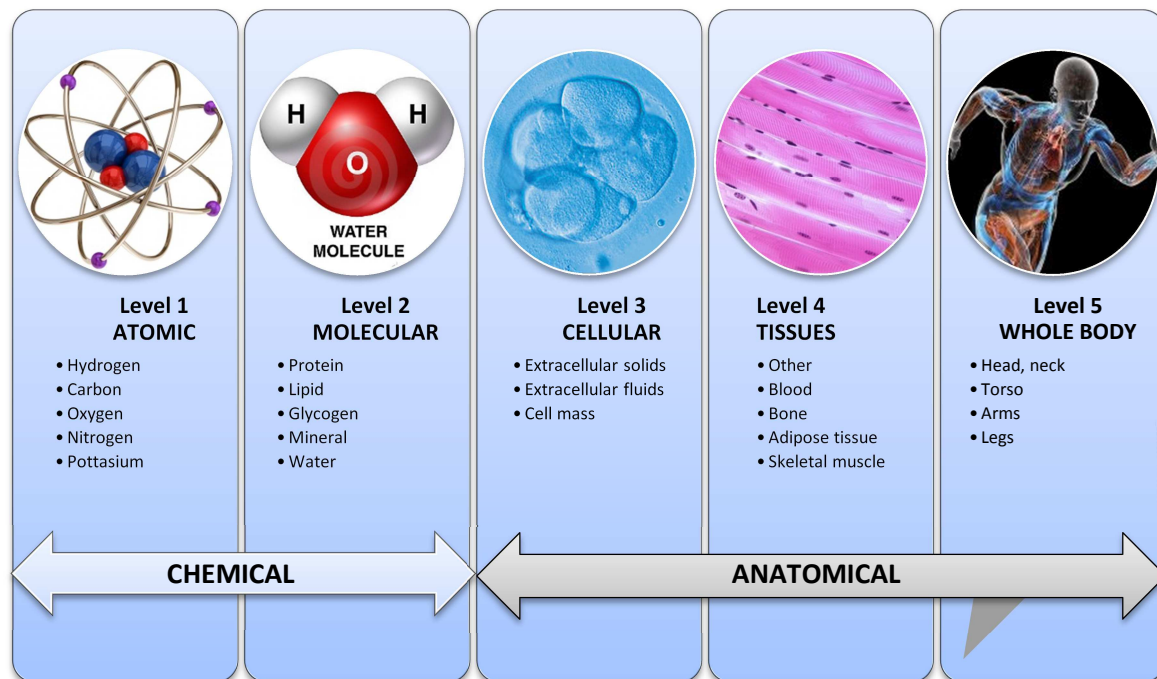 H
H
O
WATER
MOLECULE
Level 1
ATOMIC
• Hydrogen
• Carbon
• Oxygen
• Nitrogen
• Pottasium
Level 2
MOLECULAR
• Protein
• Lipid
• Glycogen
• Mineral
• Water
Level 3
CELLULAR
• Extracellular solids
• Extracellular fluids
• Cell mass
Level 4
TISSUES
• Other
• Blood
• Bone
• Adipose tissue
• Skeletal muscle
Level 5
WHOLE BODY
• Head, neck
• Torso
• Arms
• Legs
CHEMICAL
ANATOMICAL